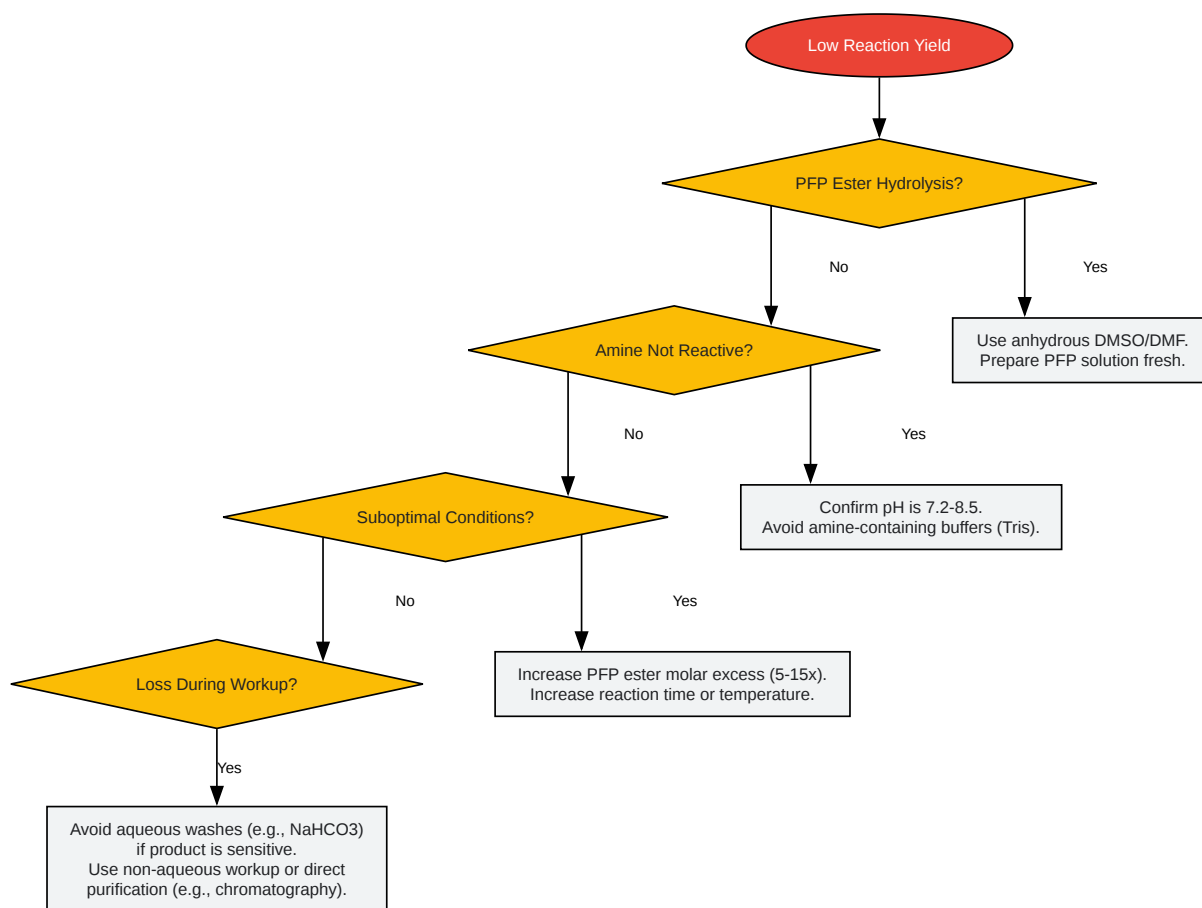 Low Reaction Yield
PFP Ester Hydrolysis?
No
Yes
Use anhydrous DMSO/DMF.
Prepare PFP solution fresh.
Amine Not Reactive?
No
Yes
Confirm pH is 7.2-8.5.
Avoid amine-containing buffers (Tris).
Suboptimal Conditions?
No
Yes
Increase PFP ester molar excess (5-15x).
Increase reaction time or temperature.
Loss During Workup?
Yes
Avoid aqueous washes (e.g., NaHCO3)
if product is sensitive.
Use non-aqueous workup or direct
purification (e.g., chromatography).